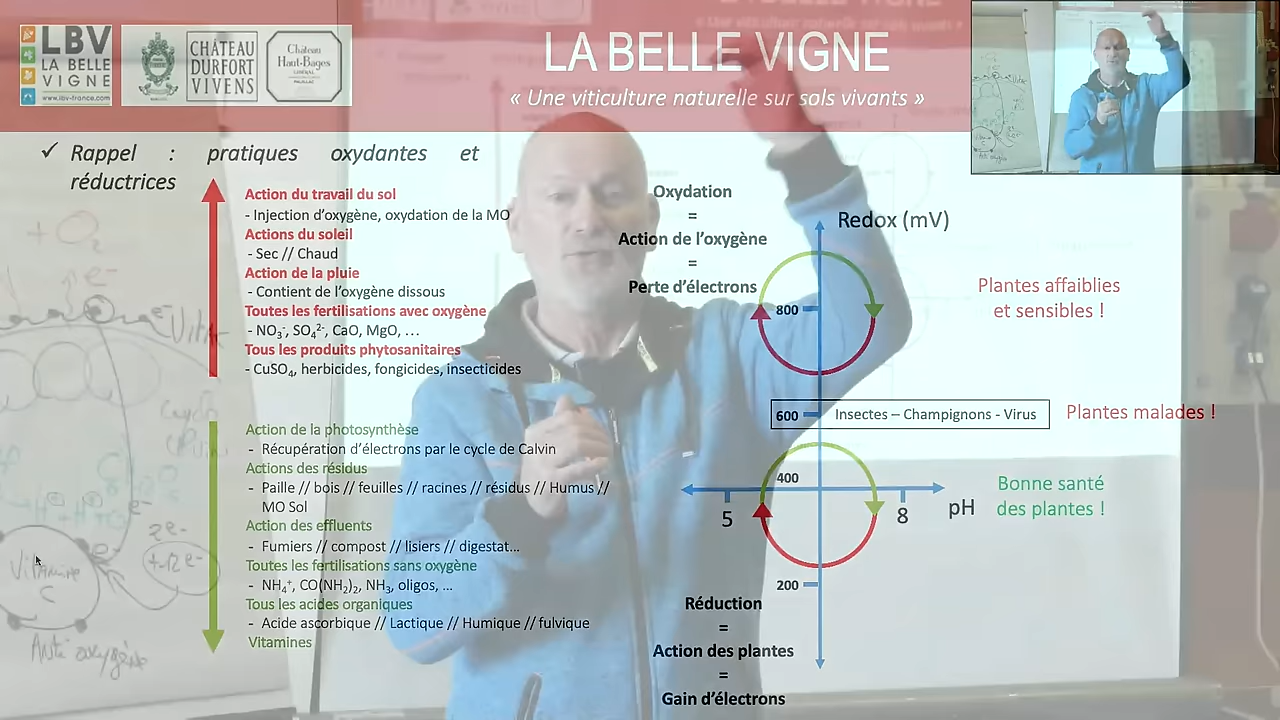 LBV
LA BELLE
VIGNE
www.lbv-france.com
CHÂTEAU
DURFORT
VIVENS
Château
Haut-Bages
LIBÉRAL
PAUILLAC
LA BELLE VIGNE
« Une viticulture naturelle sur sols vivants »
✓ Rappel : pratiques oxydantes et
réductrices
Action du travail du sol
- Injection d'oxygène, oxydation de la MO
Actions du soleil
- Sec // Chaud
Action de la pluie
- Contient de l'oxygène dissous
Toutes les fertilisations avec oxygène
- NO₃⁻, SO₄²⁻, CaO, MgO, …
Tous les produits phytosanitaires
- CuSO₄, herbicides, fongicides, insecticides
Action de la photosynthèse
- Récupération d'électrons par le cycle de Calvin
Actions des résidus
- Paille // bois // feuilles // racines // résidus // Humus //
MO Sol
Action des effluents
- Fumiers // compost // lisiers // digestat…
Toutes les fertilisations sans oxygène
- NH₄⁺, CO(NH₂)₂, NH₃, oligos, …
Tous les acides organiques
- Acide ascorbique // Lactique // Humique // fulvique
Vitamines
Oxydation
=
Action de l'oxygène
=
Perte d'électrons
Redox (mV)
800
600
Insectes – Champignons - Virus
400
5
8
pH
200
Plantes affaiblies
et sensibles !
Plantes malades !
Bonne santé
des plantes !
Réduction
=
Action des plantes
=
Gain d'électrons
+ O₂
e⁻
Vitamine
C
Anti oxygène